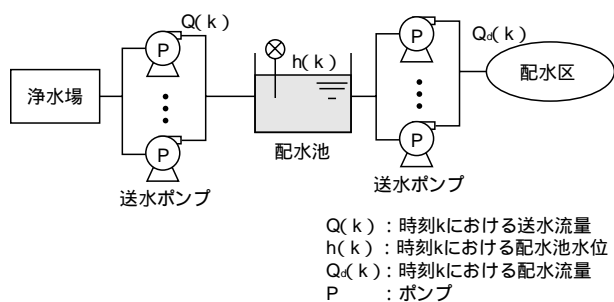 Q(k)
Qd(k)
P
P
h(k)
浄水場
配水区
P
P
配水池
送水ポンプ
送水ポンプ
Q(k):時刻kにおける送水流量
h(k):時刻kにおける配水池水位
Qd(k):時刻kにおける配水流量
P :ポンプ